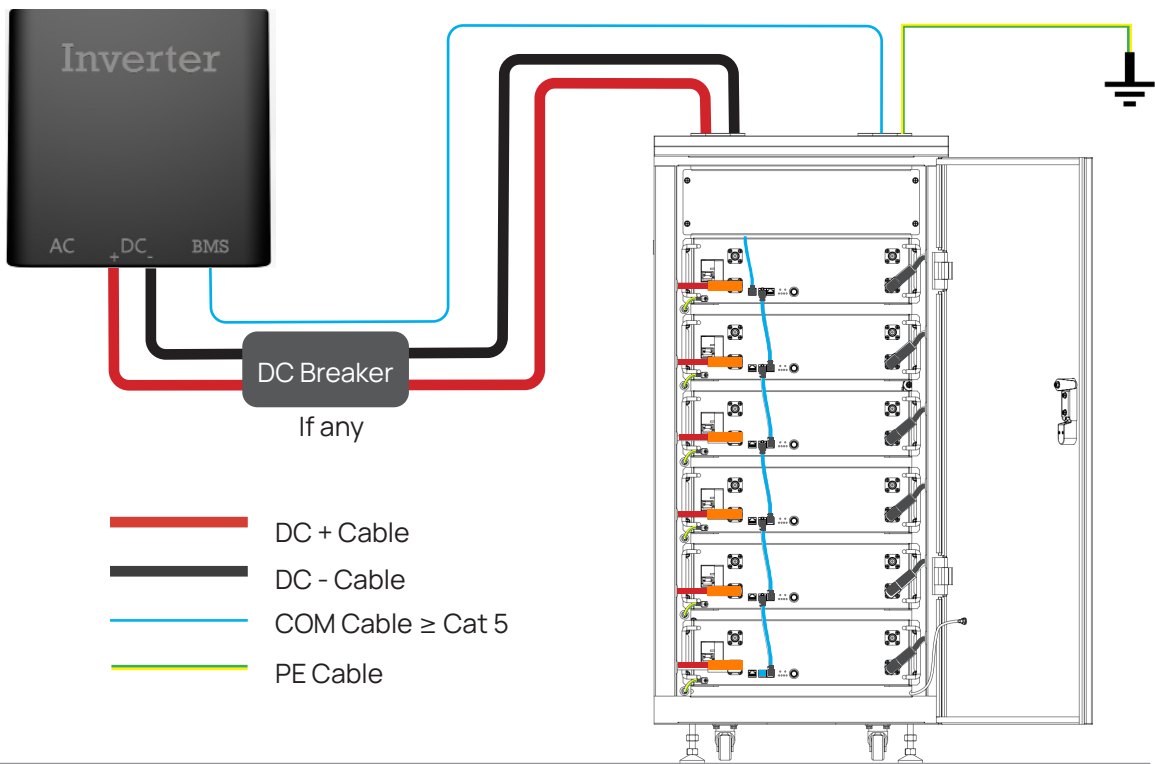 Inverter
AC
DC
+ -
BMS
DC Breaker
If any
DC + Cable
DC - Cable
COM Cable ≥ Cat 5
PE Cable